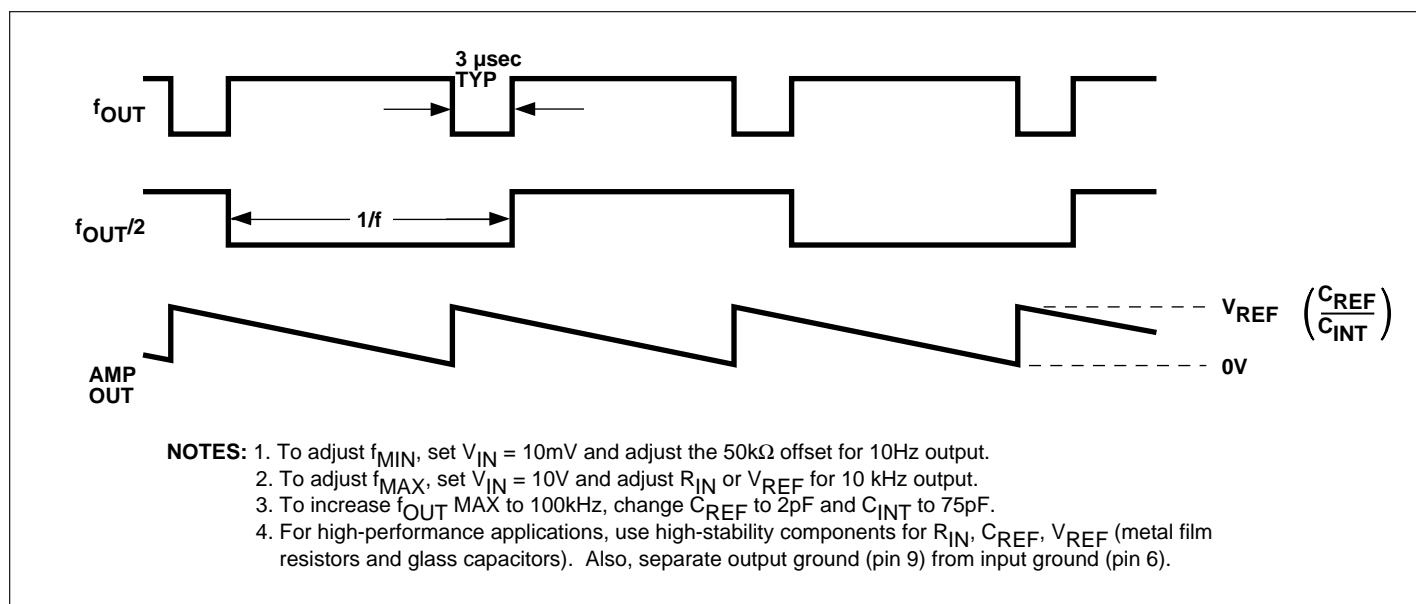 3 µsec
TYP
fOUT
fOUT/2
1/f
VREF (CREF/CINT)
0V
AMP
OUT
NOTES: 1. To adjust fMIN, set VIN = 10mV and adjust the 50kΩ offset for 10Hz output.
2. To adjust fMAX, set VIN = 10V and adjust RIN or VREF for 10 kHz output.
3. To increase fOUT MAX to 100kHz, change CREF to 2pF and CINT to 75pF.
4. For high-performance applications, use high-stability components for RIN, CREF, VREF (metal film
resistors and glass capacitors). Also, separate output ground (pin 9) from input ground (pin 6).